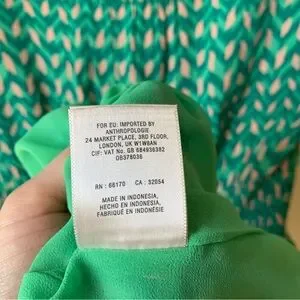 FOR EU: IMPORTED BY
ANTHROPOLOGIE
24 MARKET PLACE, 3RD FLOOR,
LONDON, UK W1W8AN
CIF: VAT No. GB 684936382
OB378036
RN : 66170 CA : 32054
MADE IN INDONESIA,
HECHO EN INDONESIA,
FABRIQUÉ EN INDONÉSIE